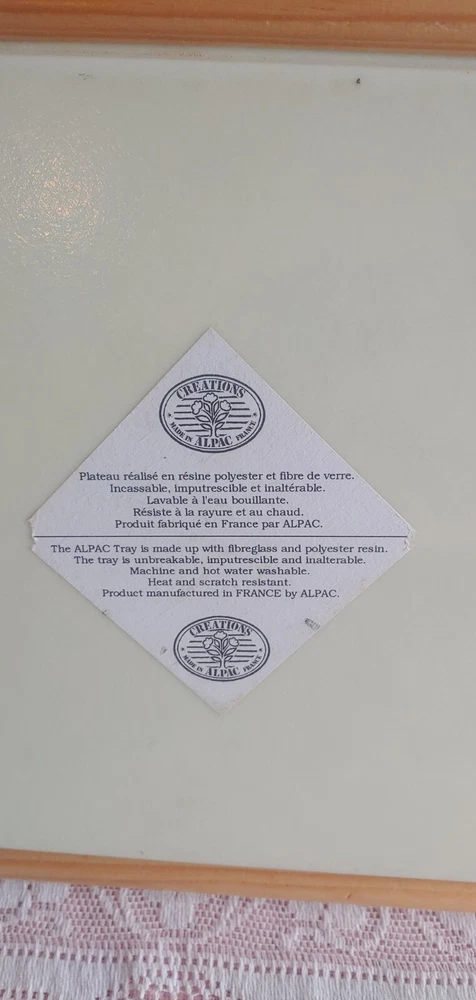 CREATIONS
ALPAC
MADE IN FRANCE
Plateau réalisé en résine polyester et fibre de verre.
Incassable, imputrescible et inaltérable.
Lavable à l'eau bouillante.
Résiste à la rayure et au chaud.
Produit fabriqué en France par ALPAC.
The ALPAC Tray is made up with fibreglass and polyester resin.
The tray is unbreakable, imputrescible and inalterable.
Machine and hot water washable.
Heat and scratch resistant.
Product manufactured in FRANCE by ALPAC.
CREATIONS
ALPAC
MADE IN FRANCE